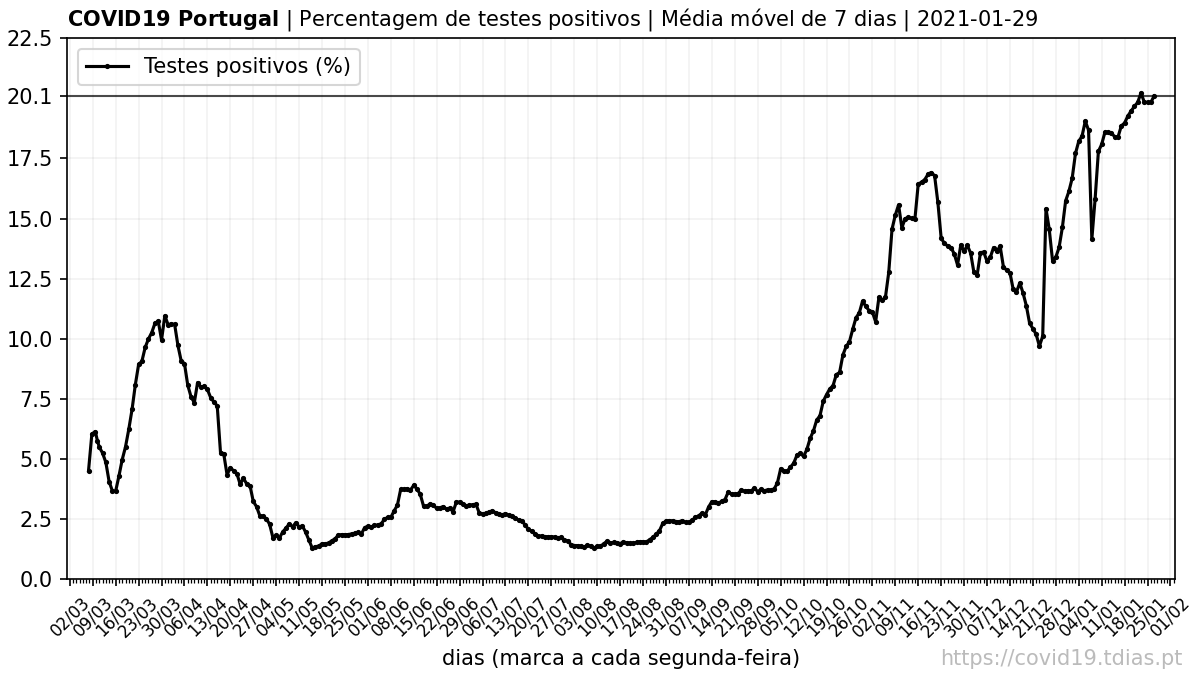 COVID19 Portugal | Percentagem de testes positivos | Média móvel de 7 dias | 2021-01-29
22.5
Testes positivos (%)
20.1
17.5
15.0
12.5
10.0
7.5
5.0
2.5
0.0
02/03 09/03 16/03 23/03 30/03 06/04 13/04 20/04 27/04 04/05 11/05 18/05 25/05 01/06 08/06 15/06 22/06 29/06 06/07 13/07 20/07 27/07 03/08 10/08 17/08 24/08 31/08 07/09 14/09 21/09 28/09 05/10 12/10 19/10 26/10 02/11 09/11 16/11 23/11 30/11 07/12 14/12 21/12 28/12 04/01 11/01 18/01 25/01 01/02
dias (marca a cada segunda-feira)
https://covid19.tdias.pt